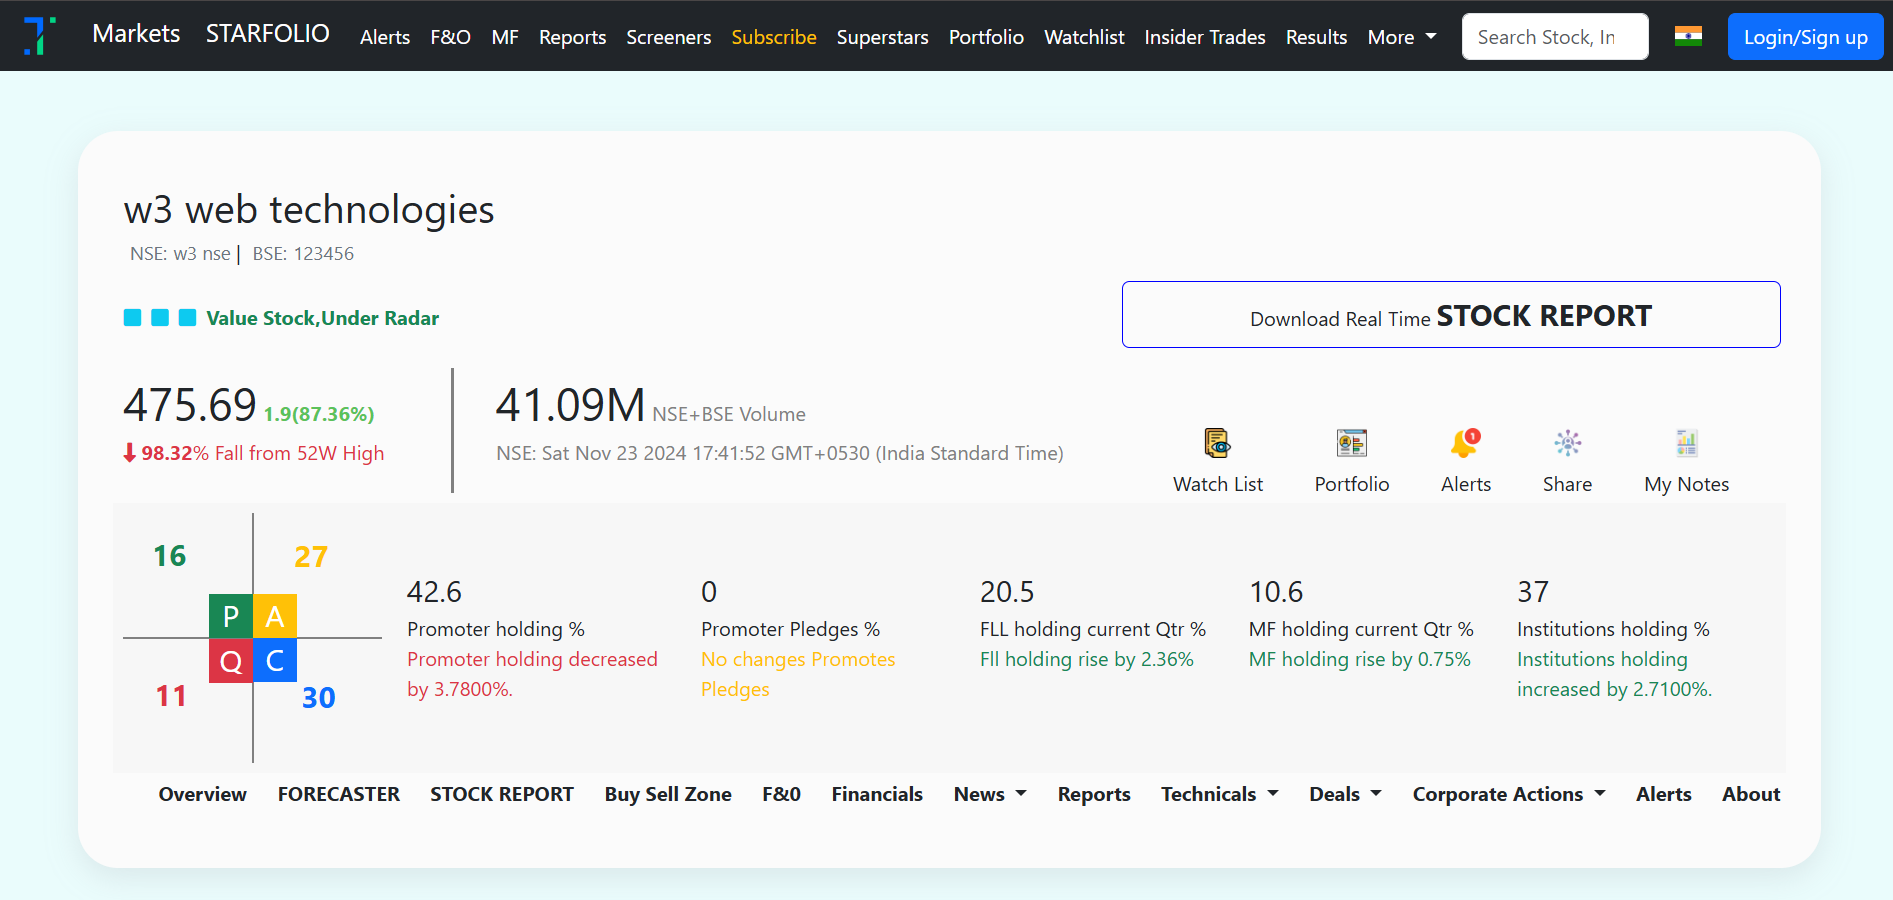 Markets STARFOLIO Alerts F&O MF Reports Screeners Subscribe Superstars Portfolio Watchlist Insider Trades Results More Search Stock, In Login/Sign up
w3 web technologies
NSE: w3 nse | BSE: 123456
Value Stock,Under Radar
Download Real Time STOCK REPORT
475.69 1.9(87.36%)
98.32% Fall from 52W High
41.09M NSE+BSE Volume
NSE: Sat Nov 23 2024 17:41:52 GMT+0530 (India Standard Time)
1
Watch List Portfolio Alerts Share My Notes
16 27
P A
Q C
11 30
42.6
Promoter holding %
Promoter holding decreased
by 3.7800%.
0
Promoter Pledges %
No changes Promotes
Pledges
20.5
FLL holding current Qtr %
Fll holding rise by 2.36%
10.6
MF holding current Qtr %
MF holding rise by 0.75%
37
Institutions holding %
Institutions holding
increased by 2.7100%.
Overview FORECASTER STOCK REPORT Buy Sell Zone F&0 Financials News Reports Technicals Deals Corporate Actions Alerts About